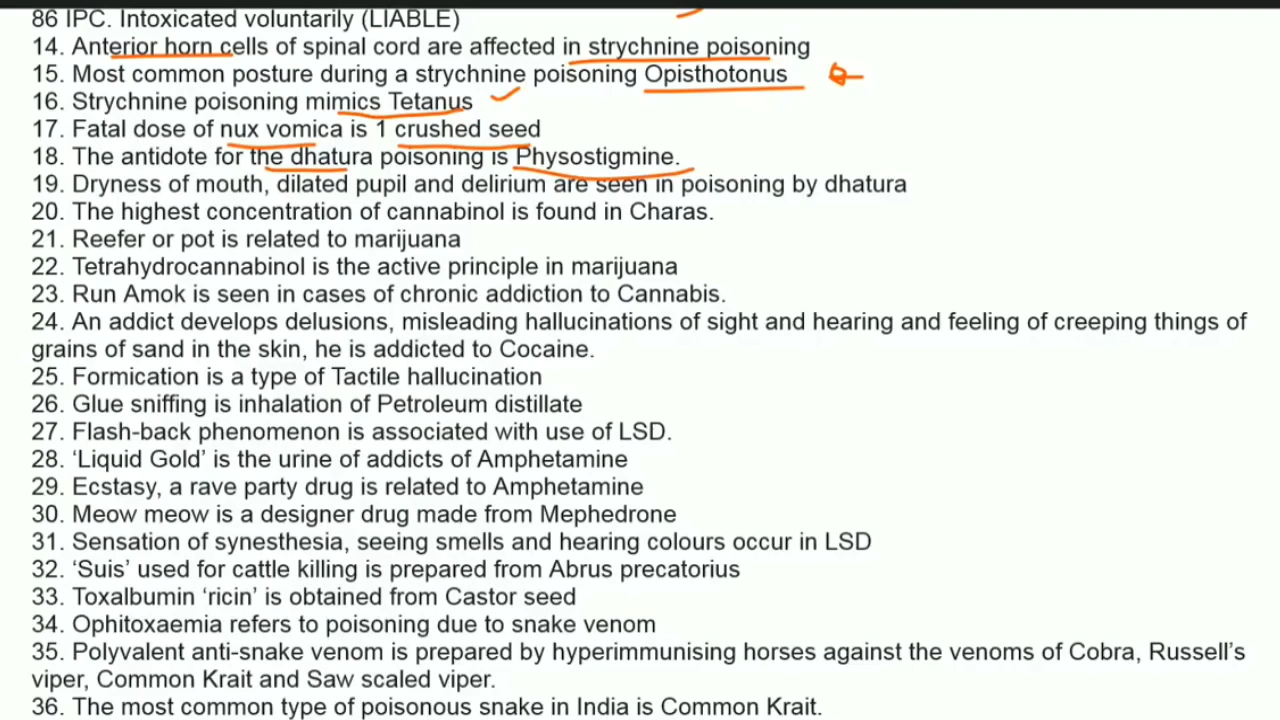 86 IPC. Intoxicated voluntarily (LIABLE)
14. Anterior horn cells of spinal cord are affected in strychnine poisoning
15. Most common posture during a strychnine poisoning Opisthotonus
16. Strychnine poisoning mimics Tetanus
17. Fatal dose of nux vomica is 1 crushed seed
18. The antidote for the dhatura poisoning is Physostigmine.
19. Dryness of mouth, dilated pupil and delirium are seen in poisoning by dhatura
20. The highest concentration of cannabinol is found in Charas.
21. Reefer or pot is related to marijuana
22. Tetrahydrocannabinol is the active principle in marijuana
23. Run Amok is seen in cases of chronic addiction to Cannabis.
24. An addict develops delusions, misleading hallucinations of sight and hearing and feeling of creeping things of
grains of sand in the skin, he is addicted to Cocaine.
25. Formication is a type of Tactile hallucination
26. Glue sniffing is inhalation of Petroleum distillate
27. Flash-back phenomenon is associated with use of LSD.
28. ‘Liquid Gold’ is the urine of addicts of Amphetamine
29. Ecstasy, a rave party drug is related to Amphetamine
30. Meow meow is a designer drug made from Mephedrone
31. Sensation of synesthesia, seeing smells and hearing colours occur in LSD
32. ‘Suis’ used for cattle killing is prepared from Abrus precatorius
33. Toxalbumin ‘ricin’ is obtained from Castor seed
34. Ophitoxaemia refers to poisoning due to snake venom
35. Polyvalent anti-snake venom is prepared by hyperimmunising horses against the venoms of Cobra, Russell’s
viper, Common Krait and Saw scaled viper.
36. The most common type of poisonous snake in India is Common Krait.